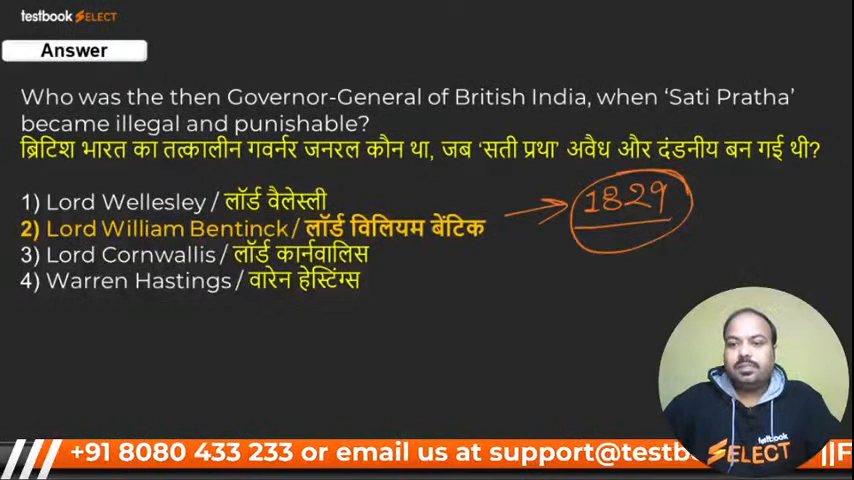 testbook SELECT
Answer
Who was the then Governor-General of British India, when ‘Sati Pratha’
became illegal and punishable?
ब्रिटिश भारत का तत्कालीन गवर्नर जनरल कौन था, जब ‘सती प्रथा’ अवैध और दंडनीय बन गई थी?
1) Lord Wellesley / लॉर्ड वैलेस्ली
2) Lord William Bentinck / लॉर्ड विलियम बेंटिक
1829
3) Lord Cornwallis / लॉर्ड कार्नवालिस
4) Warren Hastings / वारेन हेस्टिंग्स
testbook
SELECT
+91 8080 433 233 or email us at support@testb
||F